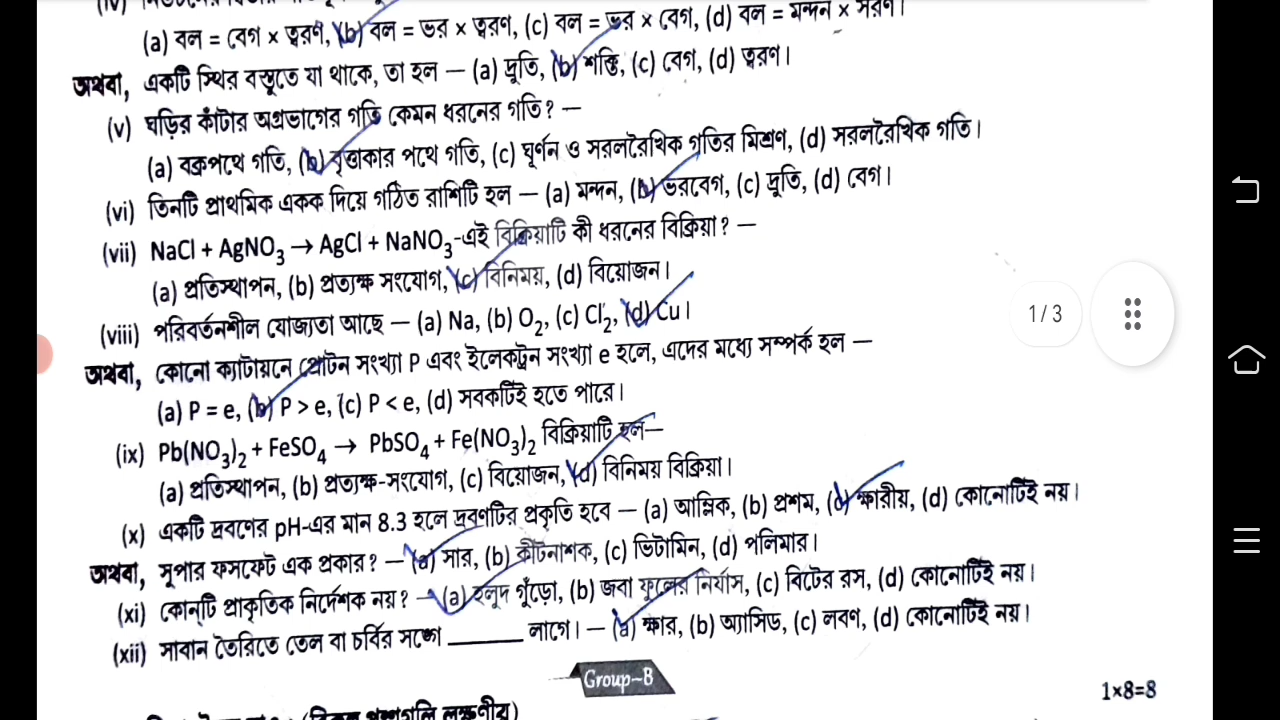 (a) বল = বেগ × ত্বরণ, (b) বল = ভর × ত্বরণ, (c) বল = ভর × বেগ, (d) বল = মন্দন × সরণ।
অথবা, একটি স্থির বস্তুতে যা থাকে, তা হল — (a) দ্রুতি, (b) শক্তি, (c) বেগ, (d) ত্বরণ।
(v) ঘড়ির কাঁটার অগ্রভাগের গতি কেমন ধরনের গতি? —
(a) বক্রপথে গতি, (b) বৃত্তাকার পথে গতি, (c) ঘূর্ণন ও সরলরৈখিক গতির মিশ্রণ, (d) সরলরৈখিক গতি।
(vi) তিনটি প্রাথমিক একক দিয়ে গঠিত রাশিটি হল — (a) মন্দন, (b) ভরবেগ, (c) দ্রুতি, (d) বেগ।
(vii) NaCl + AgNO₃ → AgCl + NaNO₃-এই বিক্রিয়াটি কী ধরনের বিক্রিয়া? —
(a) প্রতিস্থাপন, (b) প্রত্যক্ষ সংযোগ, (c) বিনিময়, (d) বিয়োজন।
(viii) পরিবর্তনশীল যোজ্যতা আছে — (a) Na, (b) O₂, (c) Cl₂, (d) Cu।
অথবা, কোনো ক্যাটায়নে প্রোটন সংখ্যা P এবং ইলেকট্রন সংখ্যা e হলে, এদের মধ্যে সম্পর্ক হল —
(a) P = e, (b) P > e, (c) P < e, (d) সবকটিই হতে পারে।
(ix) Pb(NO₃)₂ + FeSO₄ → PbSO₄ + Fe(NO₃)₂ বিক্রিয়াটি হল—
(a) প্রতিস্থাপন, (b) প্রত্যক্ষ-সংযোগ, (c) বিয়োজন, (d) বিনিময় বিক্রিয়া।
(x) একটি দ্রবণের pH-এর মান 8.3 হলে দ্রবণটির প্রকৃতি হবে — (a) আম্লিক, (b) প্রশম, (c) ক্ষারীয়, (d) কোনোটিই নয়।
অথবা, সুপার ফসফেট এক প্রকার? — (a) সার, (b) কীটনাশক, (c) ভিটামিন, (d) পলিমার।
(xi) কোন্‌টি প্রাকৃতিক নির্দেশক নয়? — (a) হলুদ গুঁড়ো, (b) জবা ফুলের নির্যাস, (c) বিটের রস, (d) কোনোটিই নয়।
(xii) সাবান তৈরিতে তেল বা চর্বির সঙ্গে ______ লাগে। — (a) ক্ষার, (b) অ্যাসিড, (c) লবণ, (d) কোনোটিই নয়।
Group–B
1×8=8
1/3